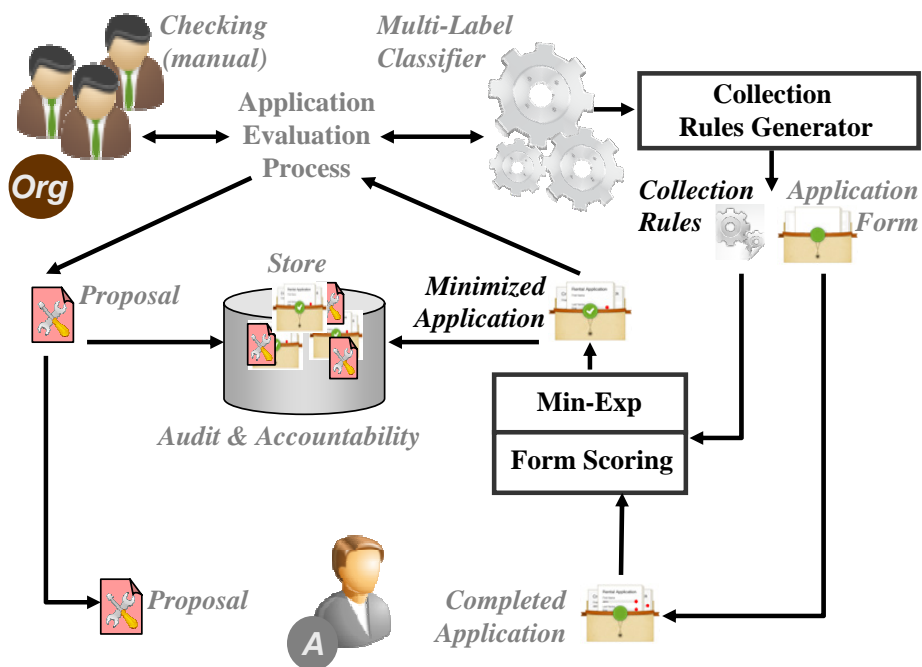 Checking
(manual)
Multi-Label
Classifier
Application
Evaluation
Process
Collection
Rules Generator
Org
Collection
Rules
Application
Form
Store
Proposal
Minimized
Application
Min-Exp
Form Scoring
Audit & Accountability
Proposal
A
Completed
Application